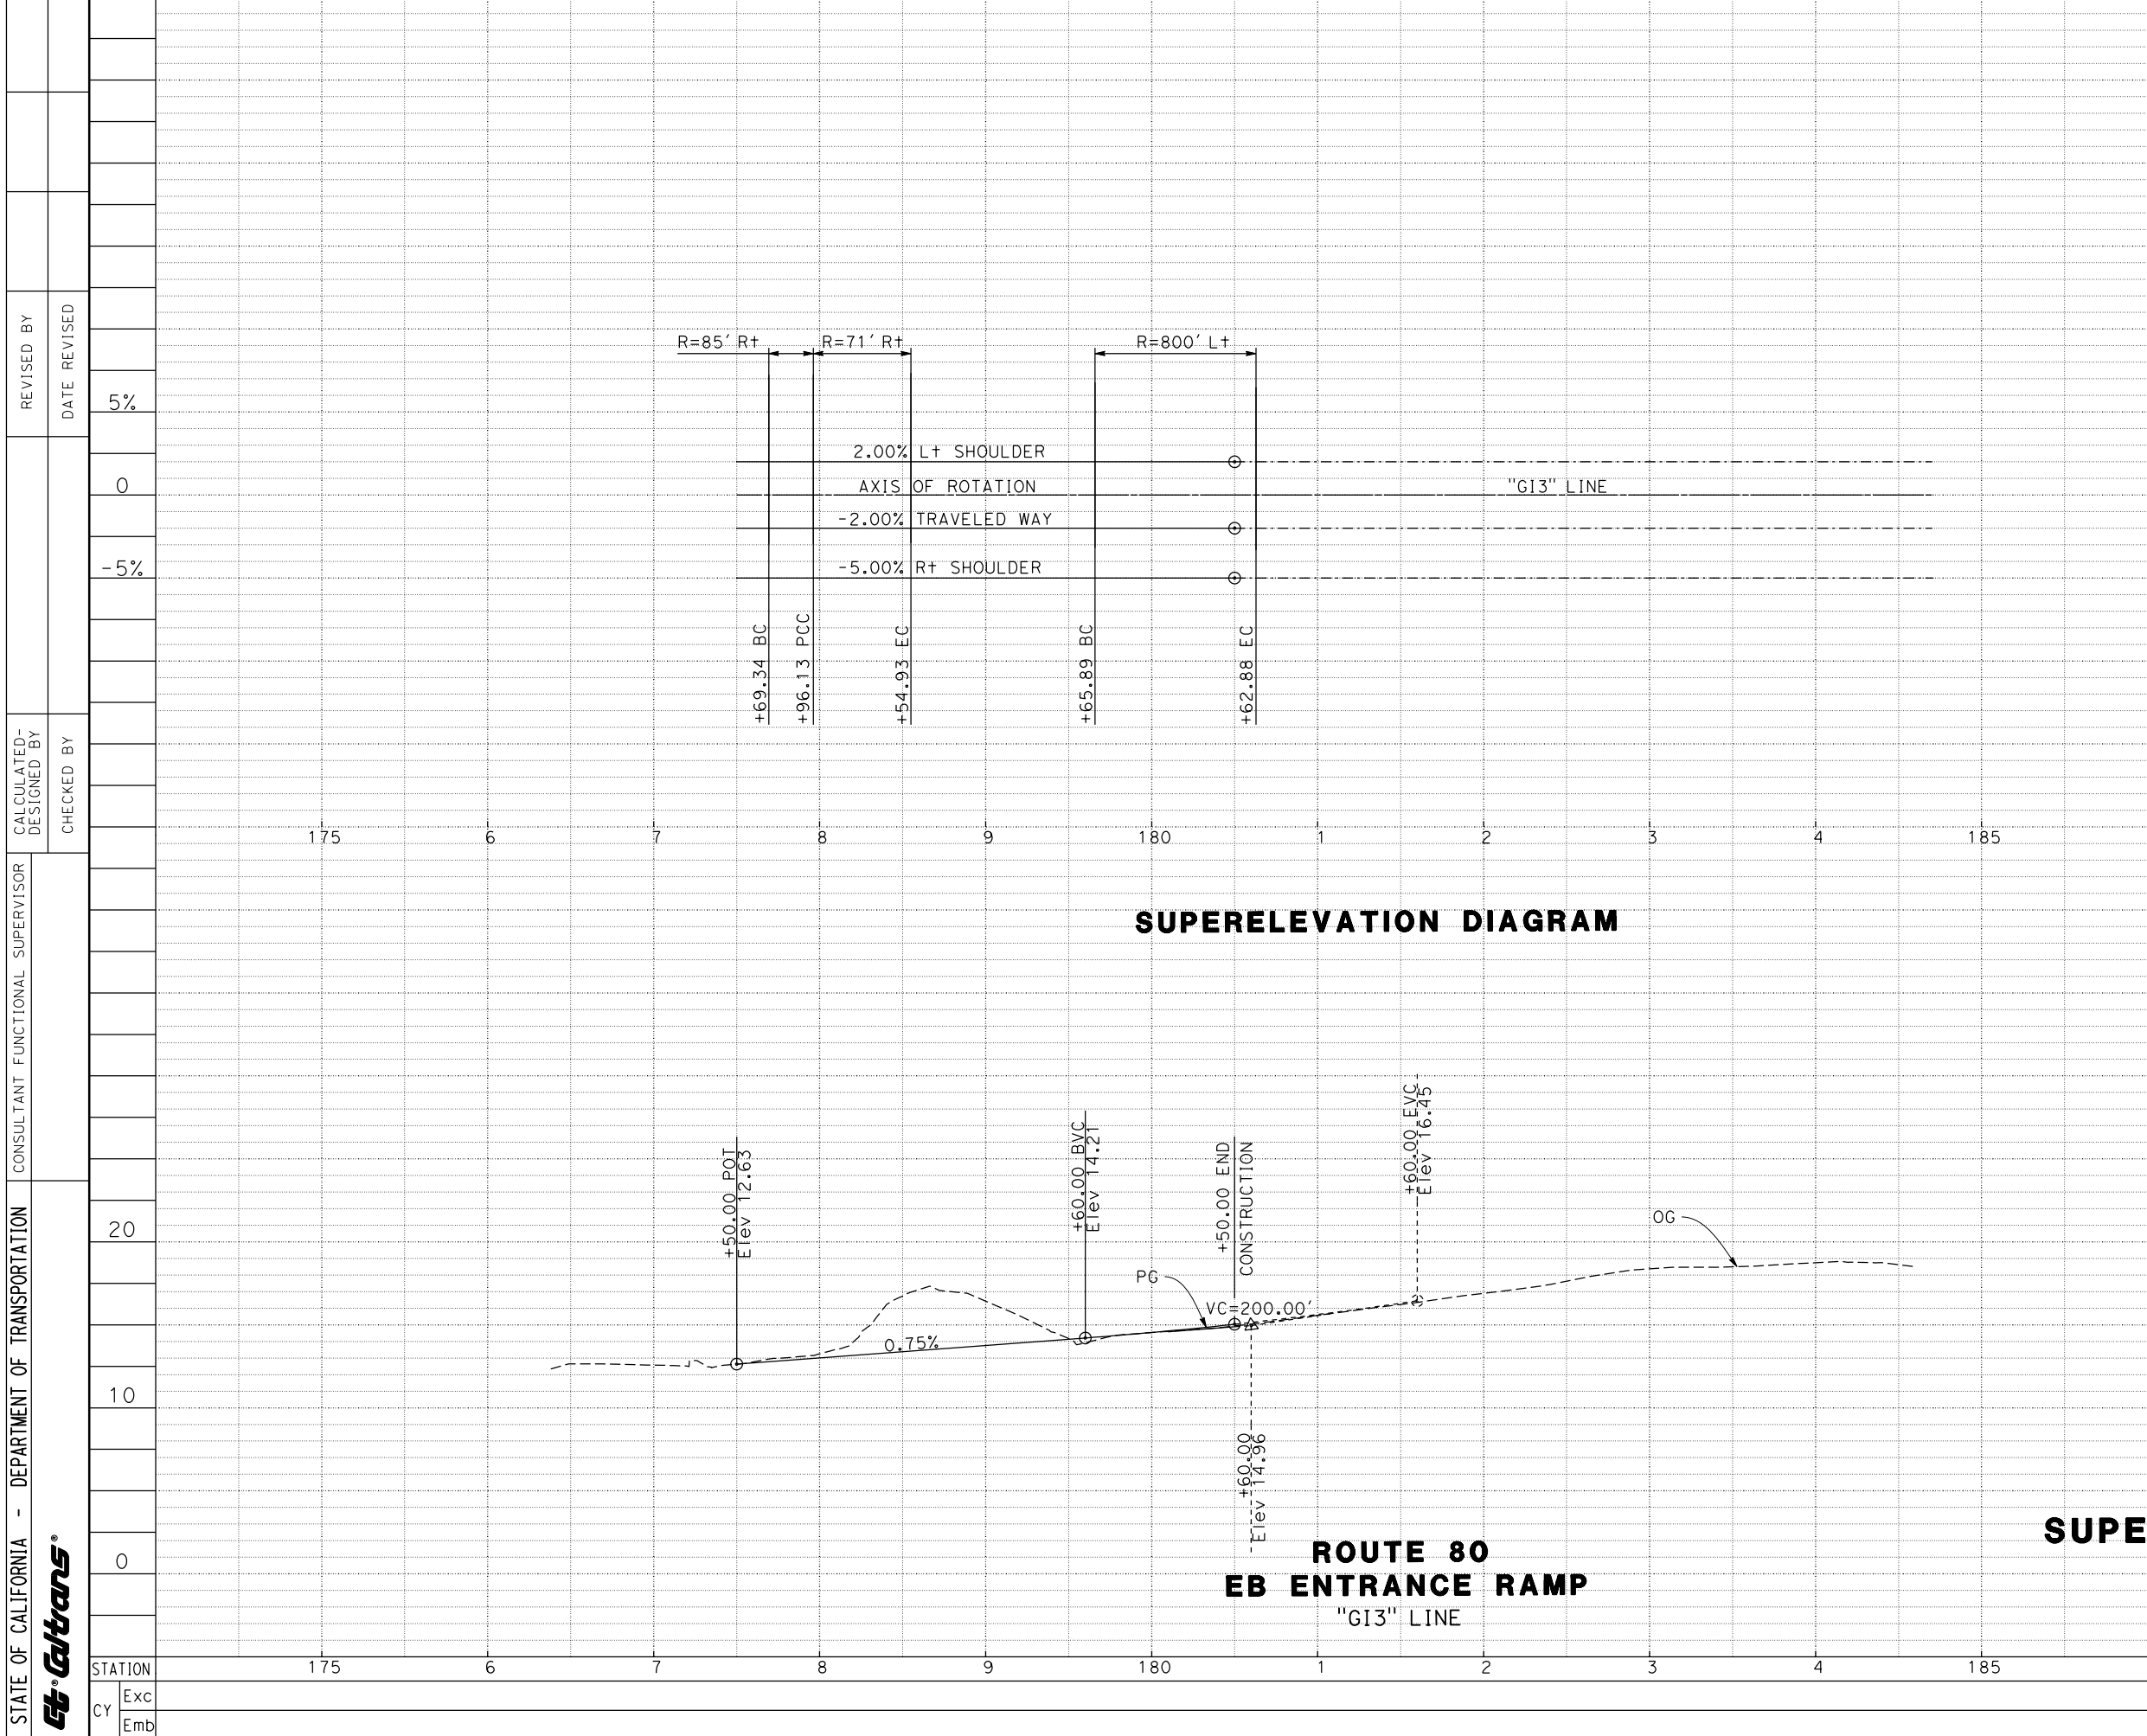 REVISED BY
DATE REVISED
CALCULATED-
DESIGNED BY
CHECKED BY
CONSULTANT FUNCTIONAL SUPERVISOR
STATE OF CALIFORNIA - DEPARTMENT OF TRANSPORTATION
Caltrans®
5%
0
-5%
R=85' Rt
R=71' Rt
R=800' Lt
2.00% Lt SHOULDER
AXIS OF ROTATION
"GI3" LINE
-2.00% TRAVELED WAY
-5.00% Rt SHOULDER
+69.34 BC
+96.13 PCC
+54.93 EC
+65.89 BC
+62.88 EC
175 6 7 8 9 180 1 2 3 4 185
SUPERELEVATION DIAGRAM
20
10
0
+50.00 POT
Elev 12.63
+60.00 BVC
Elev 14.21
+50.00 END
CONSTRUCTION
+60.00 EVC
Elev 16.45
OG
PG
VC=200.00'
0.75%
+60.00
Elev 14.96
SUPE
ROUTE 80
EB ENTRANCE RAMP
"GI3" LINE
STATION 175 6 7 8 9 180 1 2 3 4 185
CY
Exc
Emb